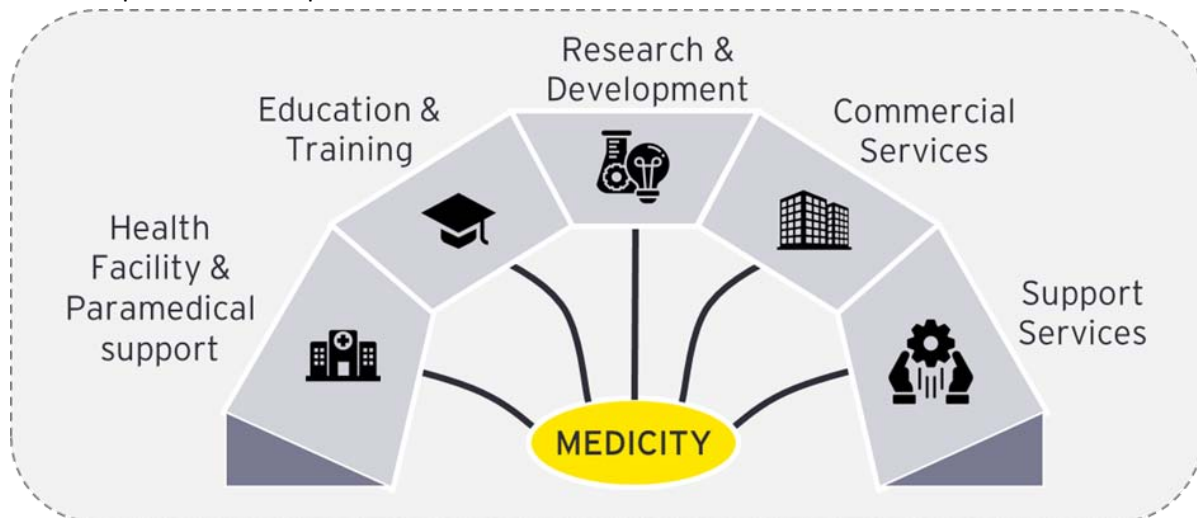 Health
Facility &
Paramedical
support
Education &
Training
Research &
Development
Commercial
Services
Support
Services
MEDICITY